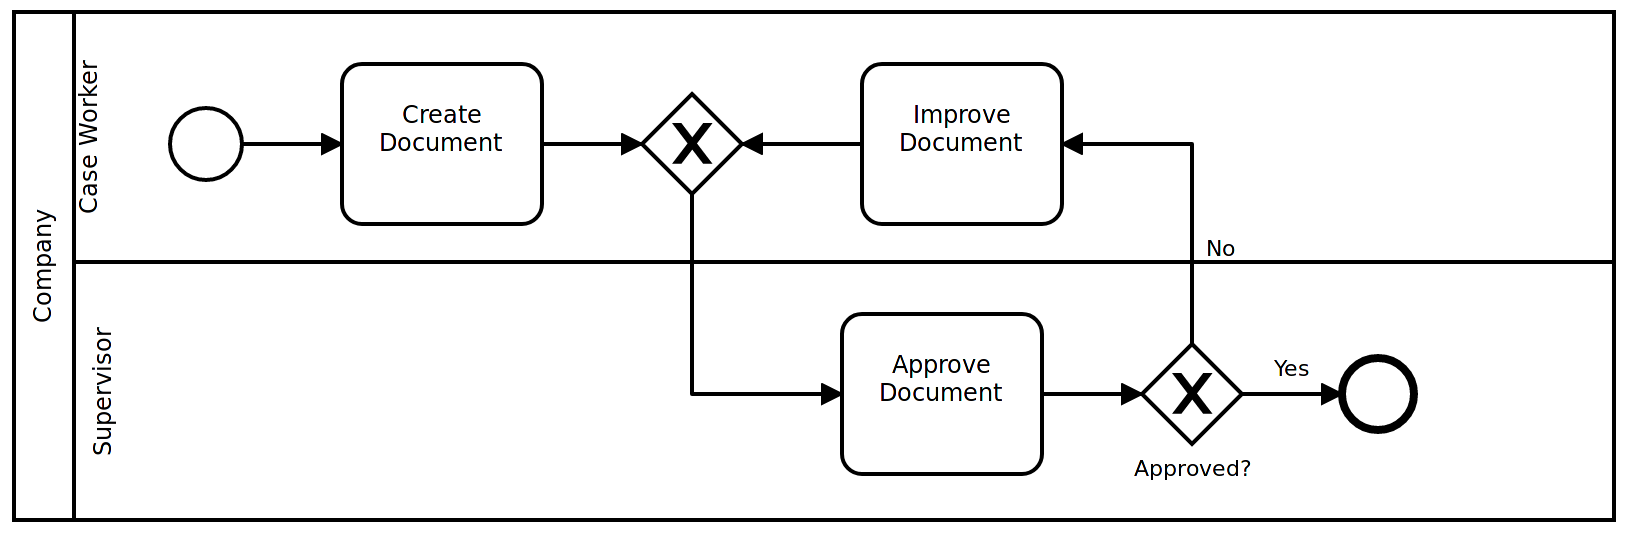 Company
Case Worker
Create
Document
X
Improve
Document
No
Supervisor
Approve
Document
X
Approved?
Yes